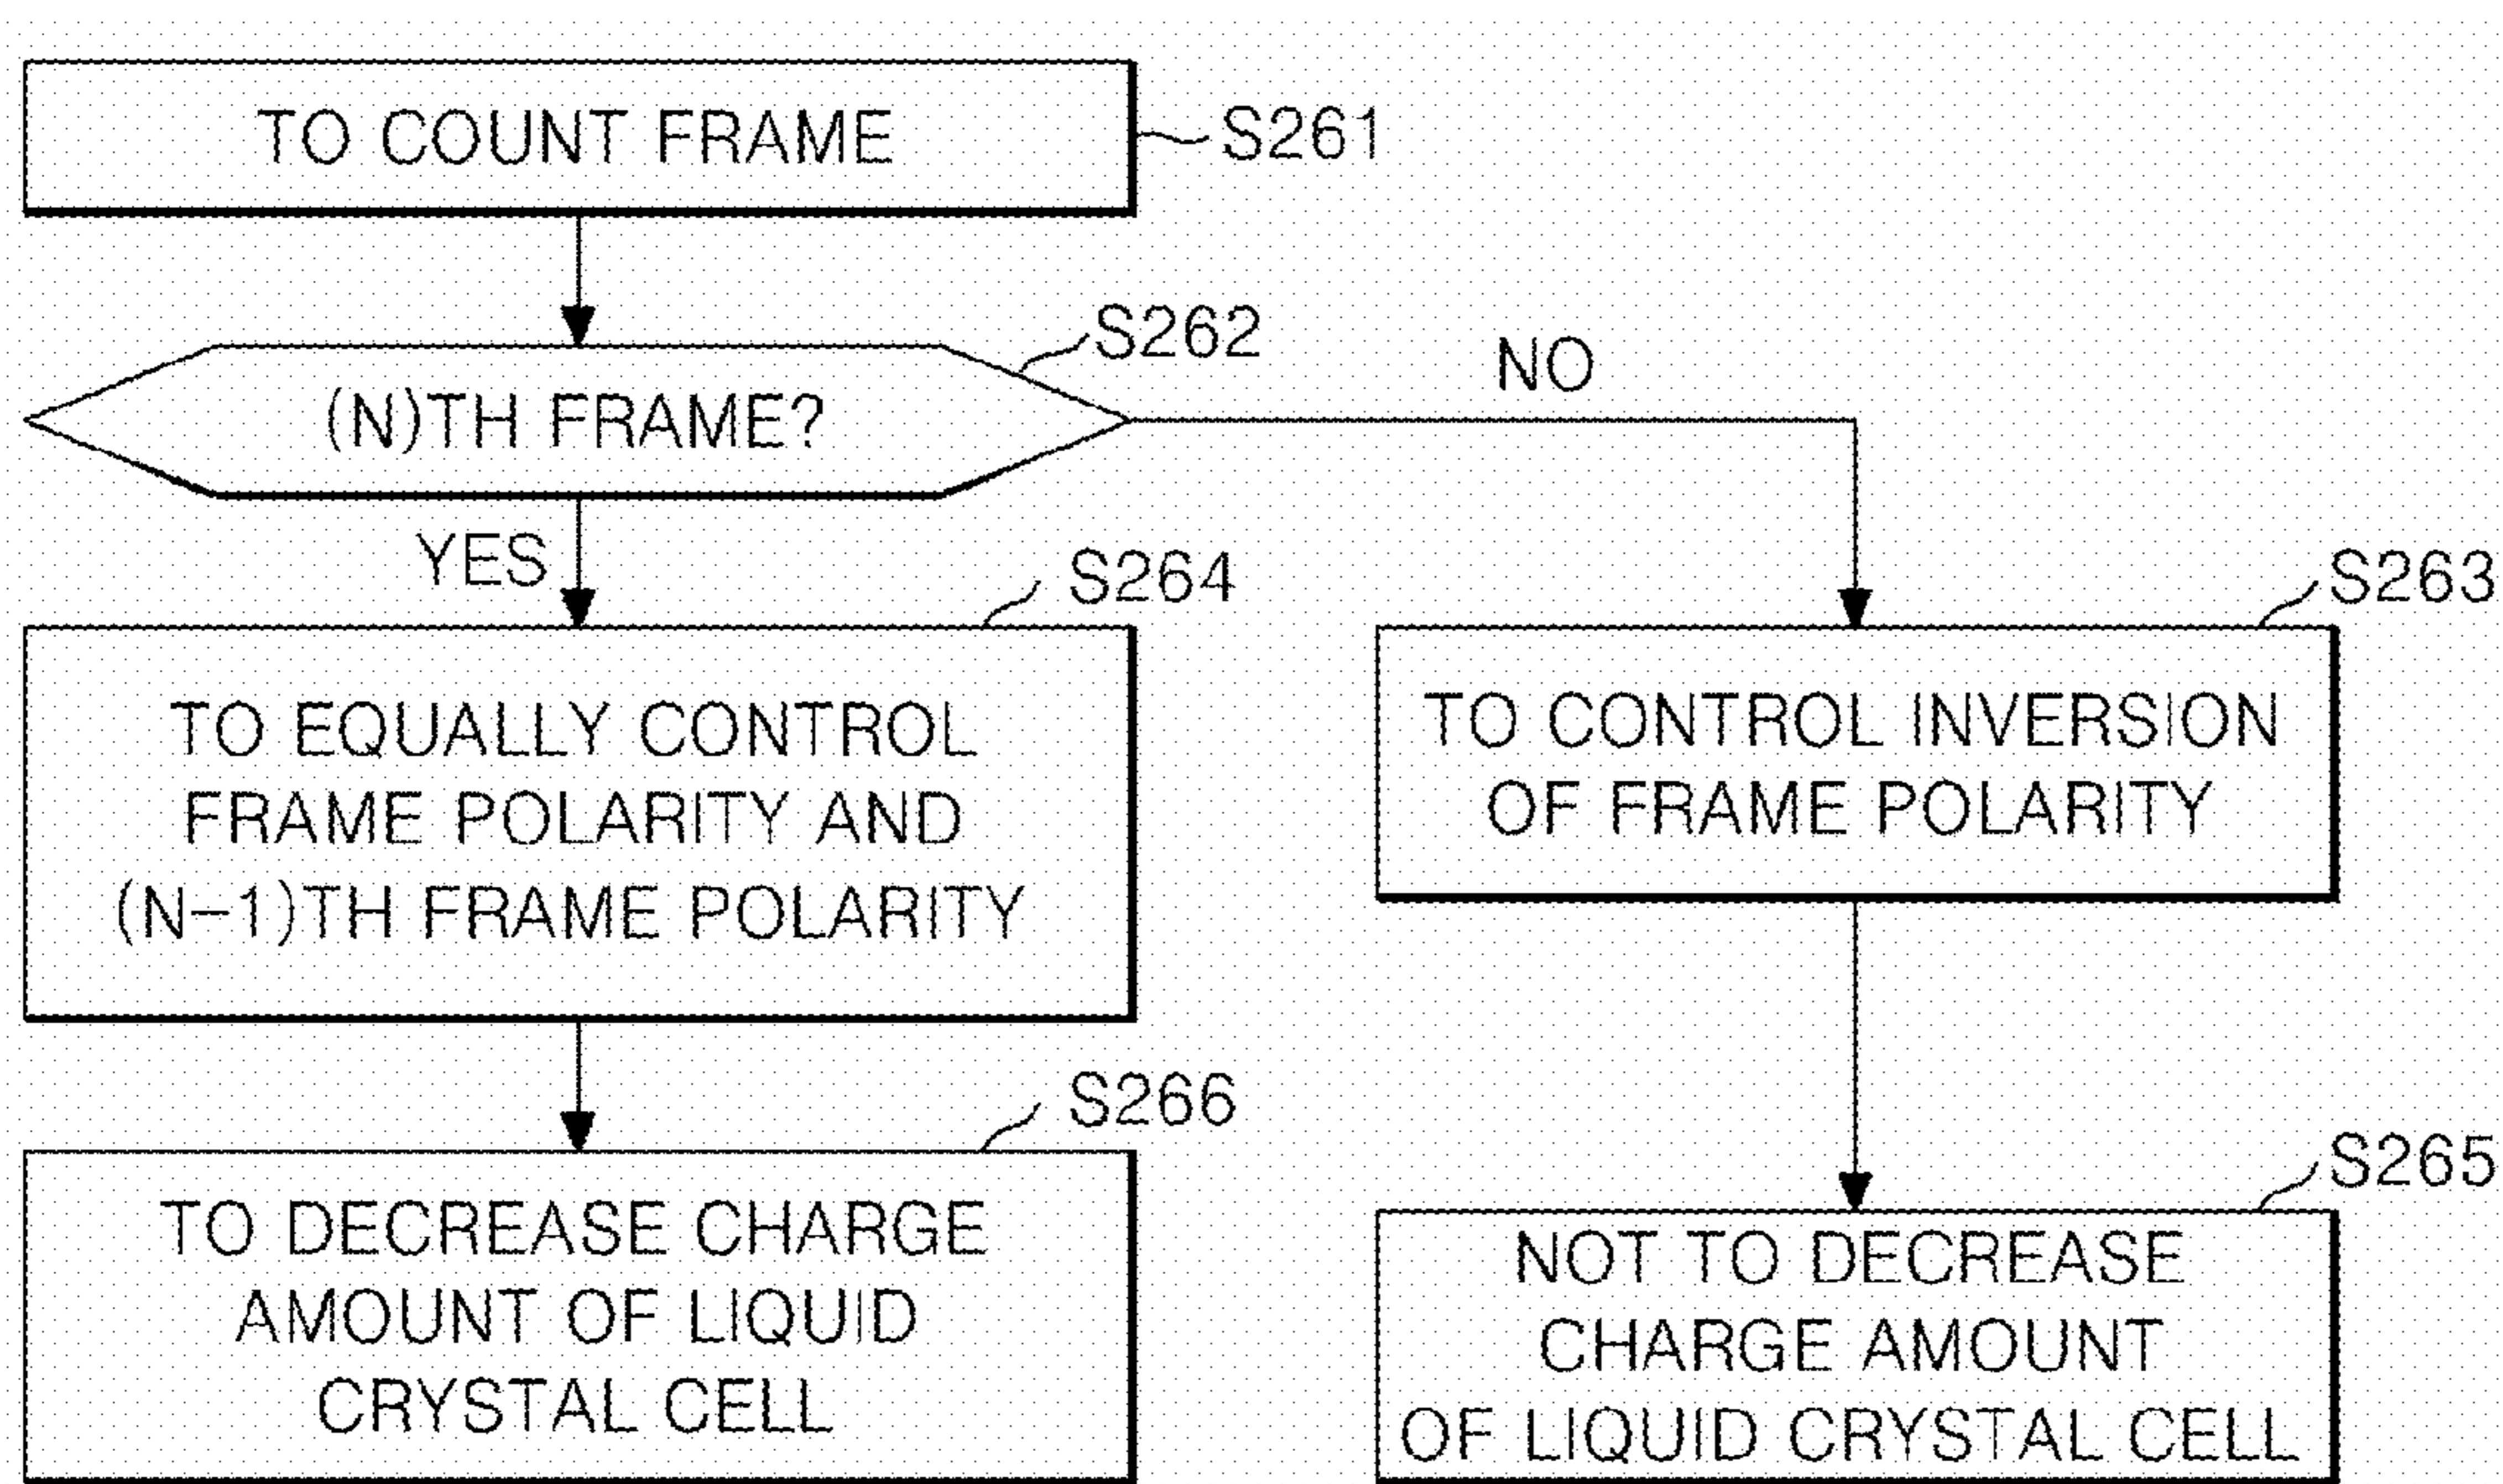 TO COUNT FRAME
S261
S262
(N)TH FRAME?
NO
YES
S264
TO EQUALLY CONTROL
FRAME POLARITY AND
(N-1)TH FRAME POLARITY
S263
TO CONTROL INVERSION
OF FRAME POLARITY
S266
TO DECREASE CHARGE
AMOUNT OF LIQUID
CRYSTAL CELL
S265
NOT TO DECREASE
CHARGE AMOUNT
OF LIQUID CRYSTAL CELL